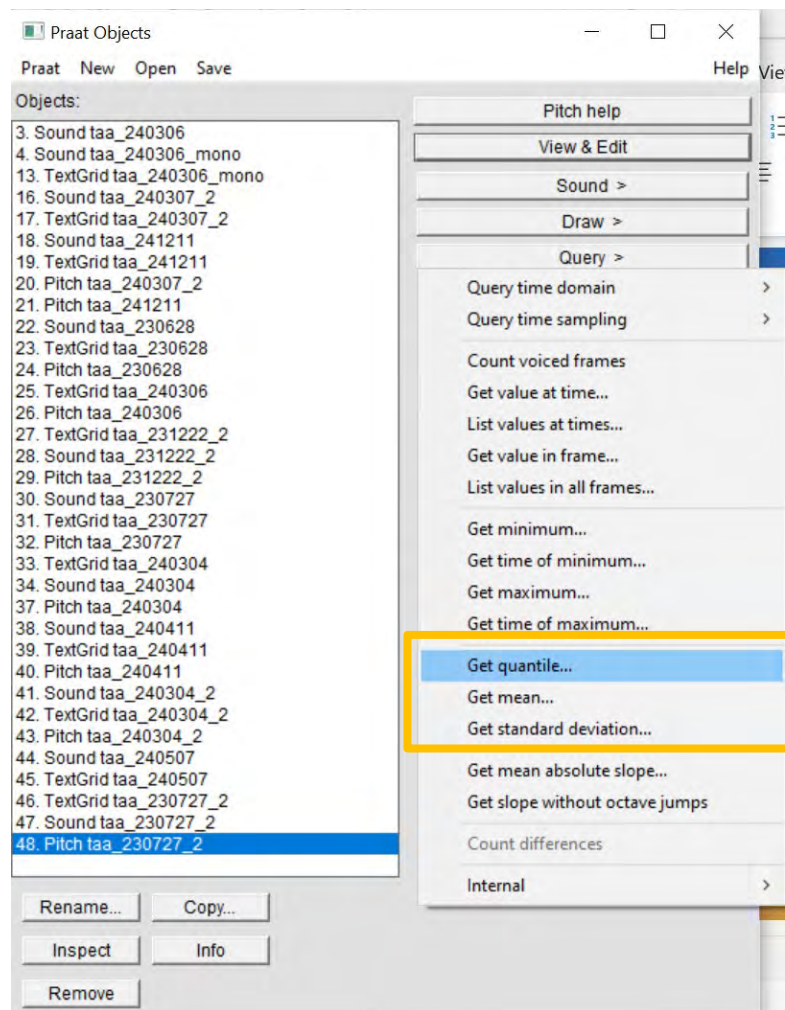 Praat Objects
Praat New Open Save Help
Objects:
3. Sound taa_240306
4. Sound taa_240306_mono
13. TextGrid taa_240306_mono
16. Sound taa_240307_2
17. TextGrid taa_240307_2
18. Sound taa_241211
19. TextGrid taa_241211
20. Pitch taa_240307_2
21. Pitch taa_241211
22. Sound taa_230628
23. TextGrid taa_230628
24. Pitch taa_230628
25. TextGrid taa_240306
26. Pitch taa_240306
27. TextGrid taa_231222_2
28. Sound taa_231222_2
29. Pitch taa_231222_2
30. Sound taa_230727
31. TextGrid taa_230727
32. Pitch taa_230727
33. TextGrid taa_240304
34. Sound taa_240304
37. Pitch taa_240304
38. Sound taa_240411
39. TextGrid taa_240411
40. Pitch taa_240411
41. Sound taa_240304_2
42. TextGrid taa_240304_2
43. Pitch taa_240304_2
44. Sound taa_240507
45. TextGrid taa_240507
46. TextGrid taa_230727_2
47. Sound taa_230727_2
48. Pitch taa_230727_2
Rename... Copy...
Inspect Info
Remove
Pitch help
View & Edit
Sound >
Draw >
Query >
Query time domain >
Query time sampling >
Count voiced frames
Get value at time...
List values at times...
Get value in frame...
List values in all frames...
Get minimum...
Get time of minimum...
Get maximum...
Get time of maximum...
Get quantile...
Get mean...
Get standard deviation...
Get mean absolute slope...
Get slope without octave jumps
Count differences
Internal >